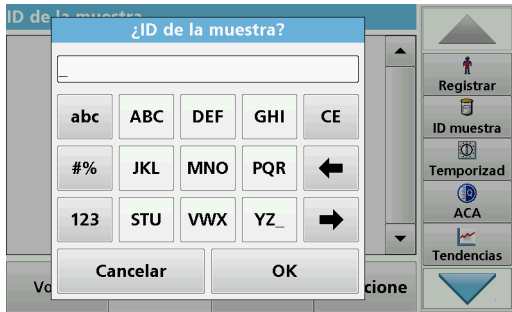 ID de la muestra
¿ID de la muestra?
_
abc ABC DEF GHI CE
#% JKL MNO PQR
123 STU VWX YZ_
Cancelar OK
Vo
cione
Registrar
ID muestra
Temporizad
ACA
Tendencias